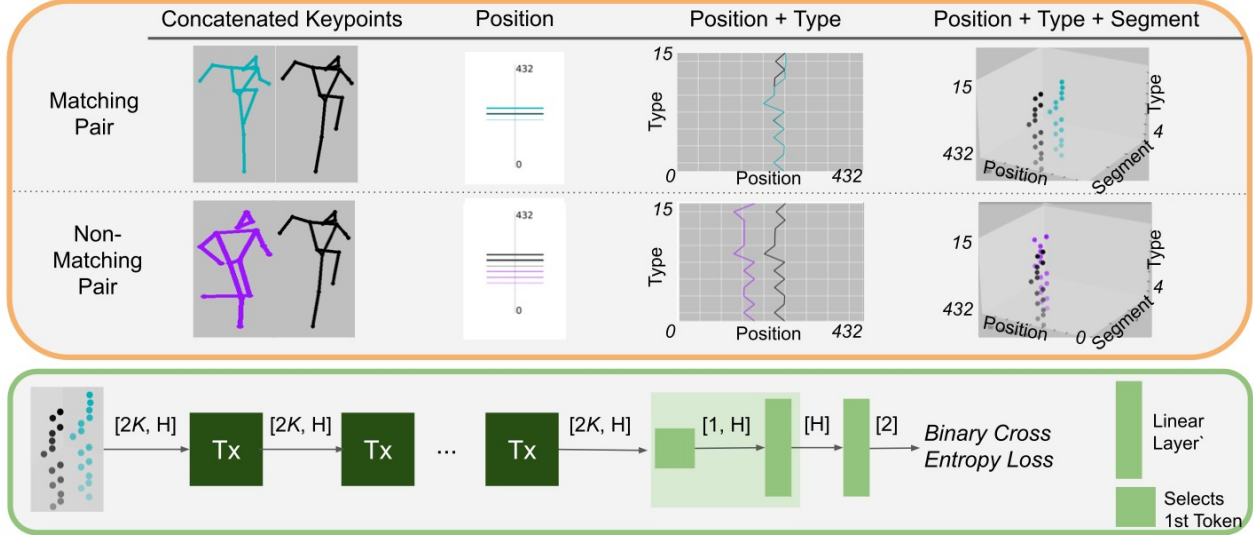 Concatenated Keypoints
Position
Position + Type
Position + Type + Segment
Matching
Pair
432
0
15
Type
0
Position
432
15
432
Position
Segment
4
Type
Non-
Matching
Pair
432
0
15
Type
0
Position
432
15
432
Position
0
Segment
4
Type
[2K, H]
Tx
[2K, H]
Tx
...
Tx
[2K, H]
[1, H]
[H]
[2]
Binary Cross
Entropy Loss
Linear
Layer`
Selects
1st Token